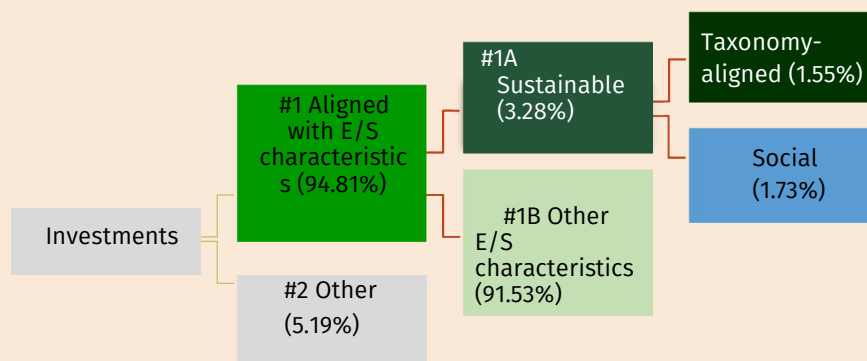 Investments
#1 Aligned
with E/S
characteristic
s (94.81%)
#2 Other
(5.19%)
#1A
Sustainable
(3.28%)
#1B Other
E/S
characteristics
(91.53%)
Taxonomy-
aligned (1.55%)
Social
(1.73%)